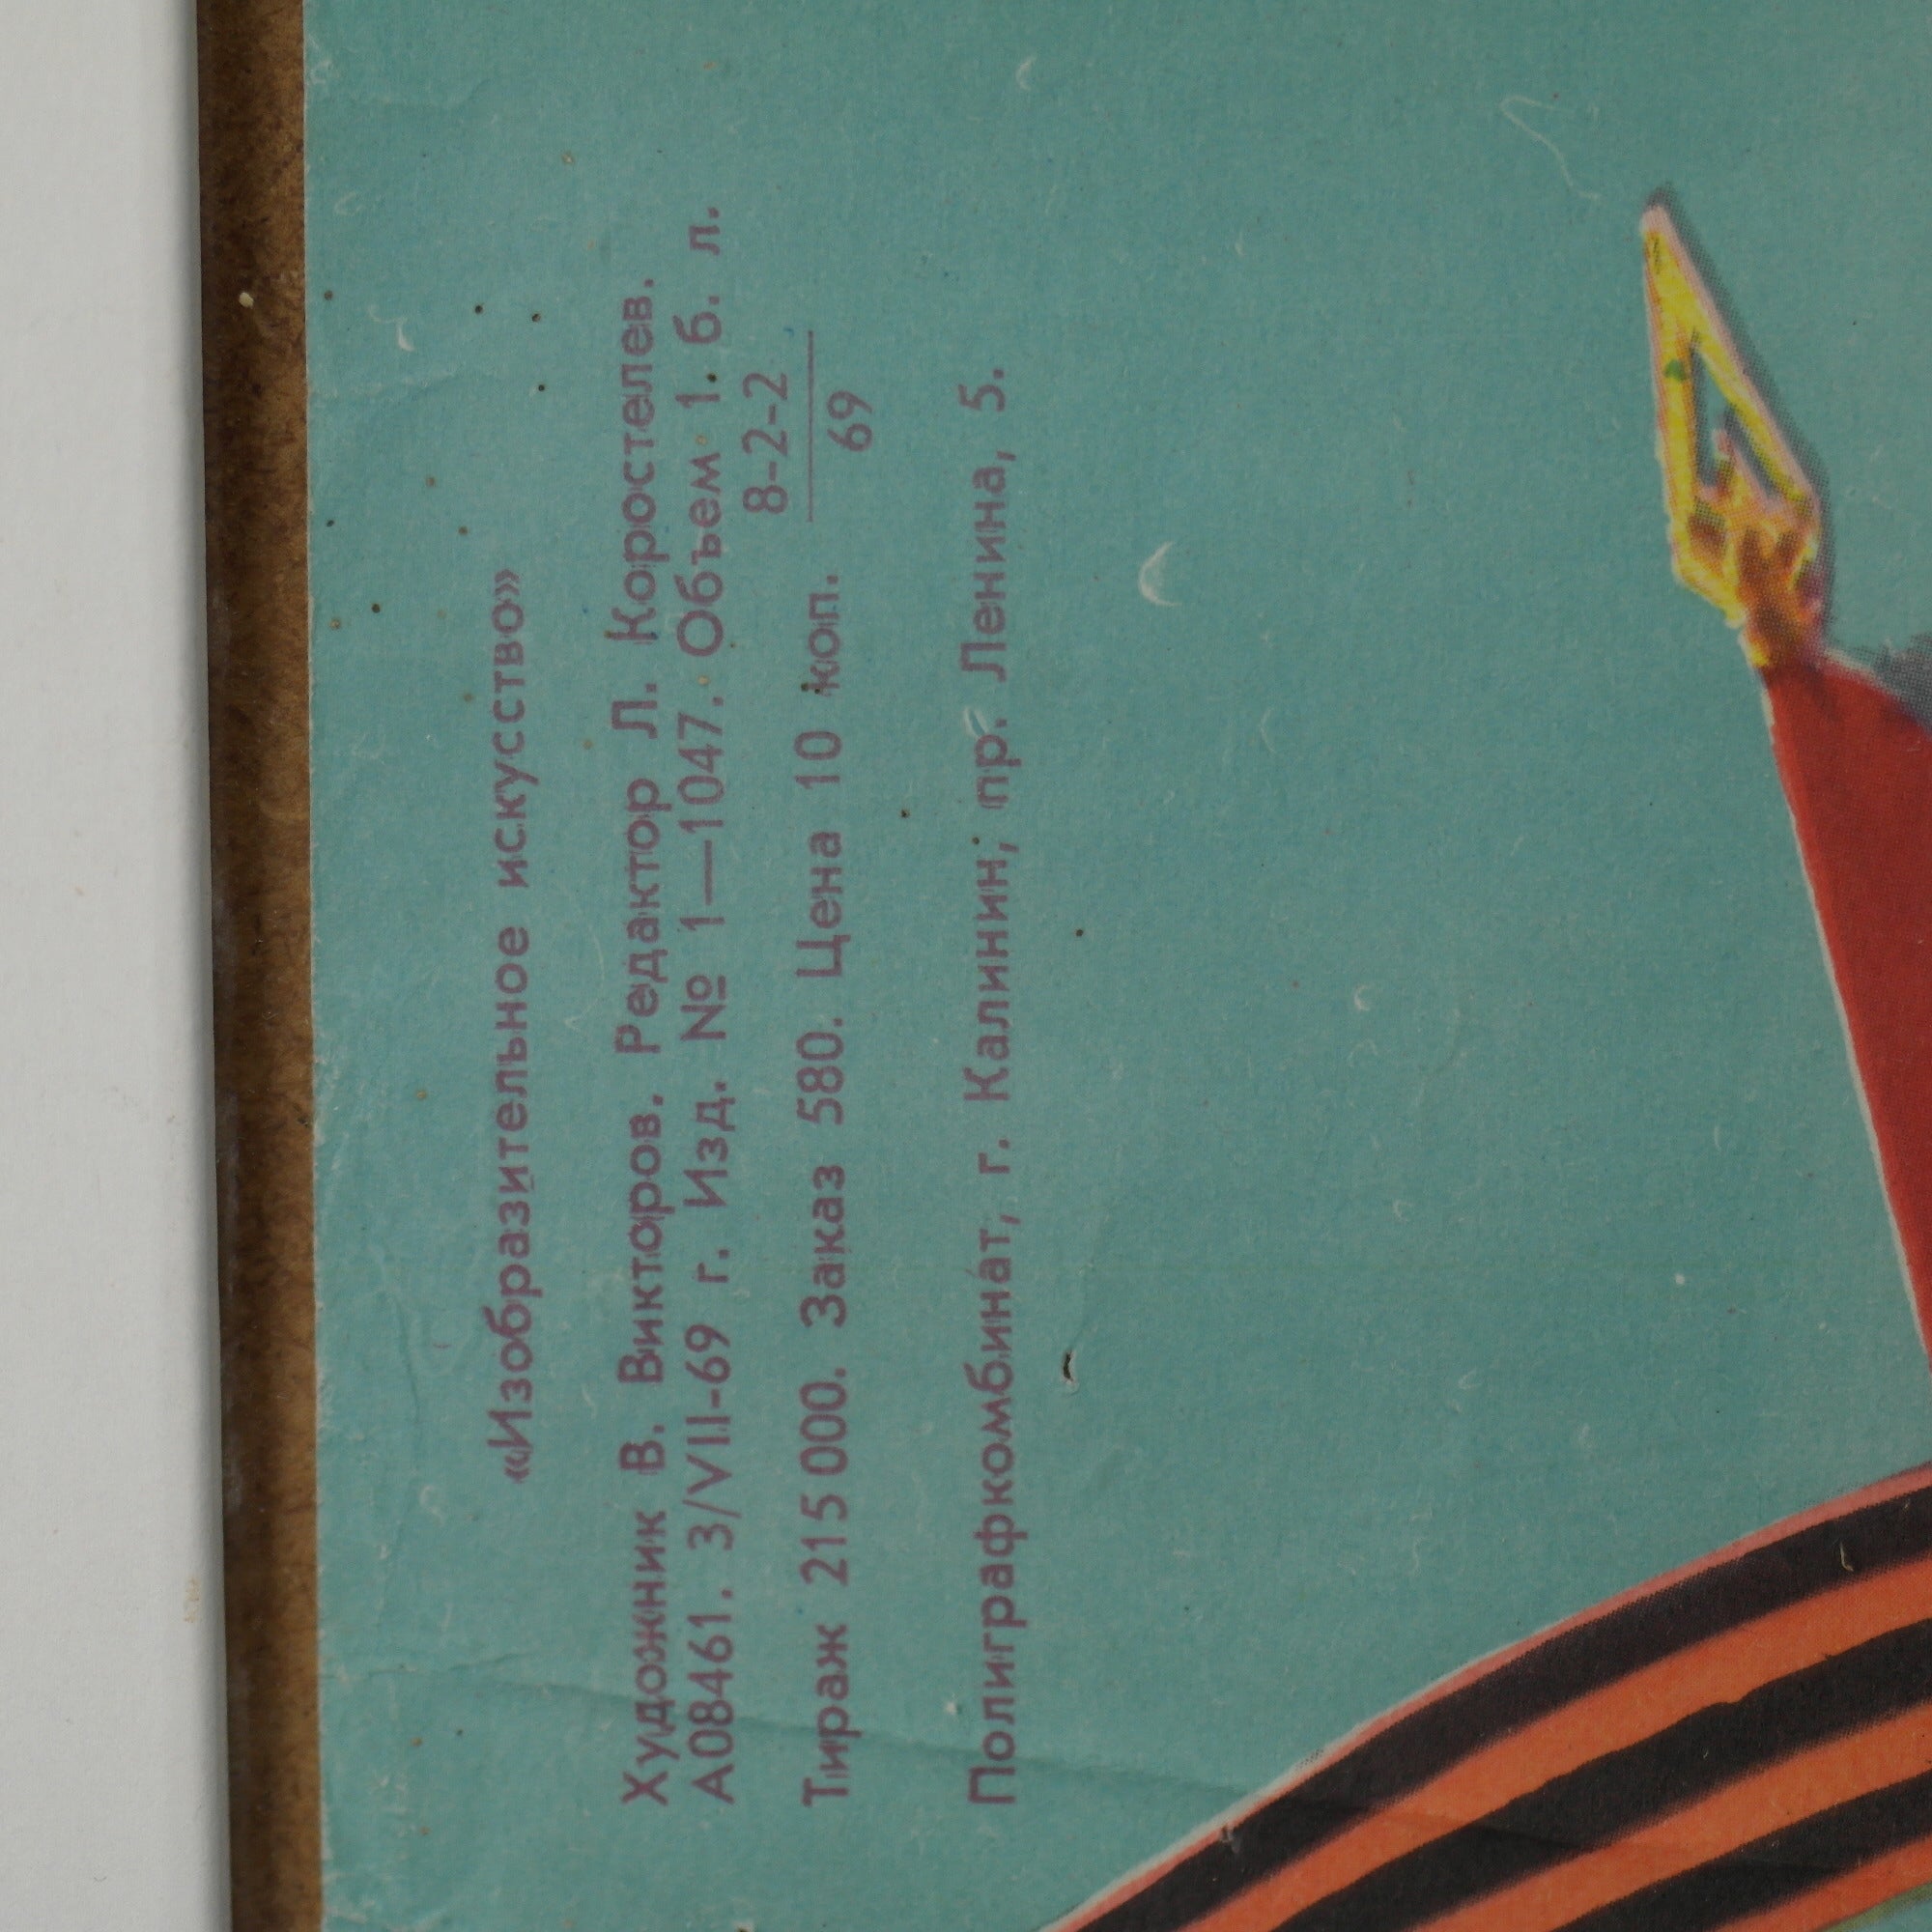 «Изобразительное искусство»
Художник В. Викторов. Редактор Л. Коростелев.
А08461. 3/VII-69 г. Изд. № 1—1047. Объем 1. б. л.
8-2-2
Тираж 215 000. Заказ 580. Цена 10 коп.
69
Полиграфкомбинат, г. Калинин, пр. Ленина, 5.